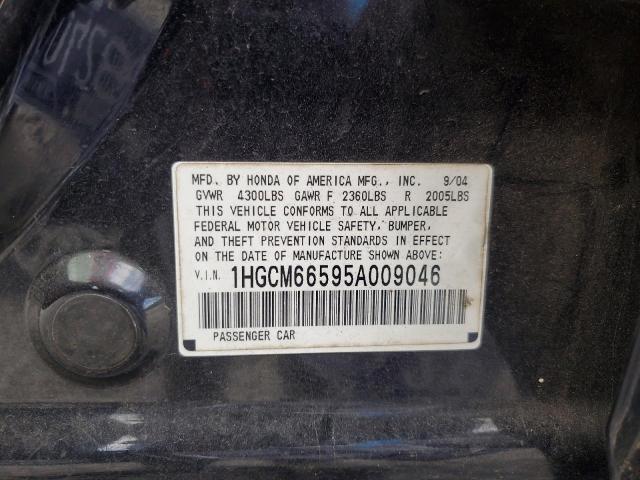 MFD. BY HONDA OF AMERICA MFG., INC. 9/04
GVWR 4300LBS GAWR F 2360LBS R 2005LBS
THIS VEHICLE CONFORMS TO ALL APPLICABLE
FEDERAL MOTOR VEHICLE SAFETY, BUMPER,
AND THEFT PREVENTION STANDARDS IN EFFECT
ON THE DATE OF MANUFACTURE SHOWN ABOVE:
V.I.N. 1HGCM66595A009046
PASSENGER CAR